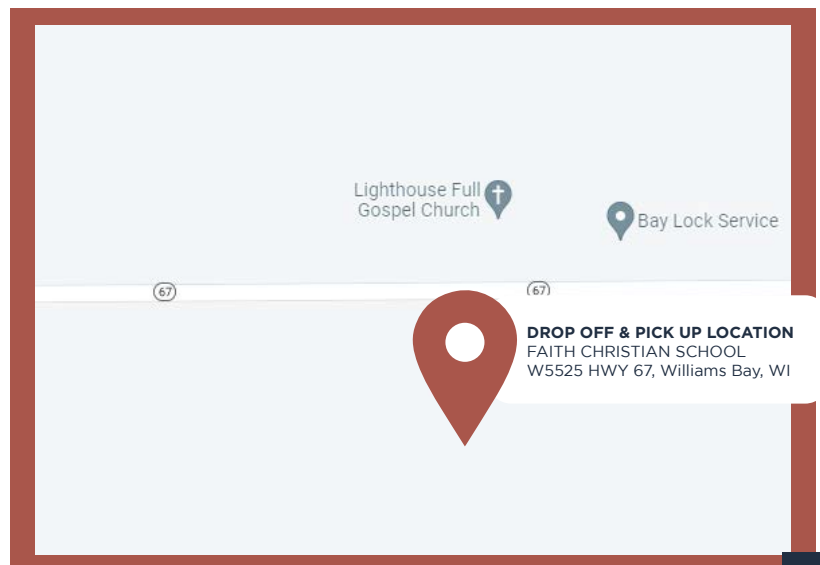 Lighthouse Full
Gospel Church
Bay Lock Service
67
67
DROP OFF & PICK UP LOCATION
FAITH CHRISTIAN SCHOOL
W5525 HWY 67, Williams Bay, WI